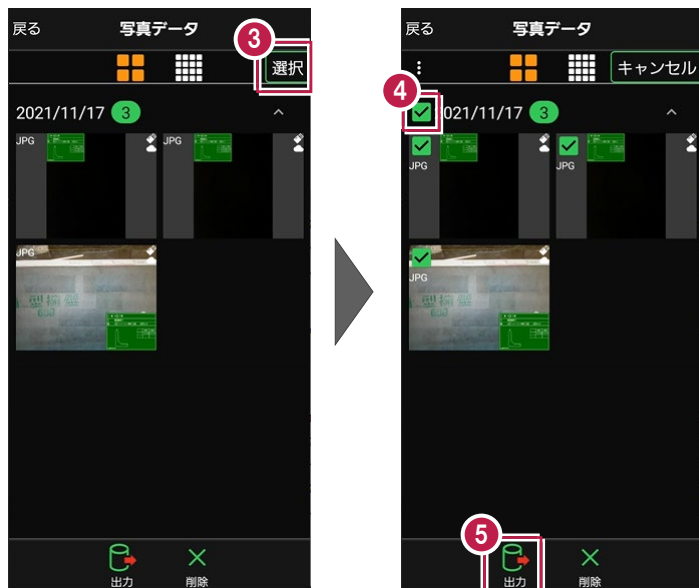 戻る
写真データ
3
選択
2021/11/17 3
JPG
JPG
JPG
出力
削除
戻る
写真データ
キャンセル
4
021/11/17 3
JPG
JPG
JPG
5
出力
削除